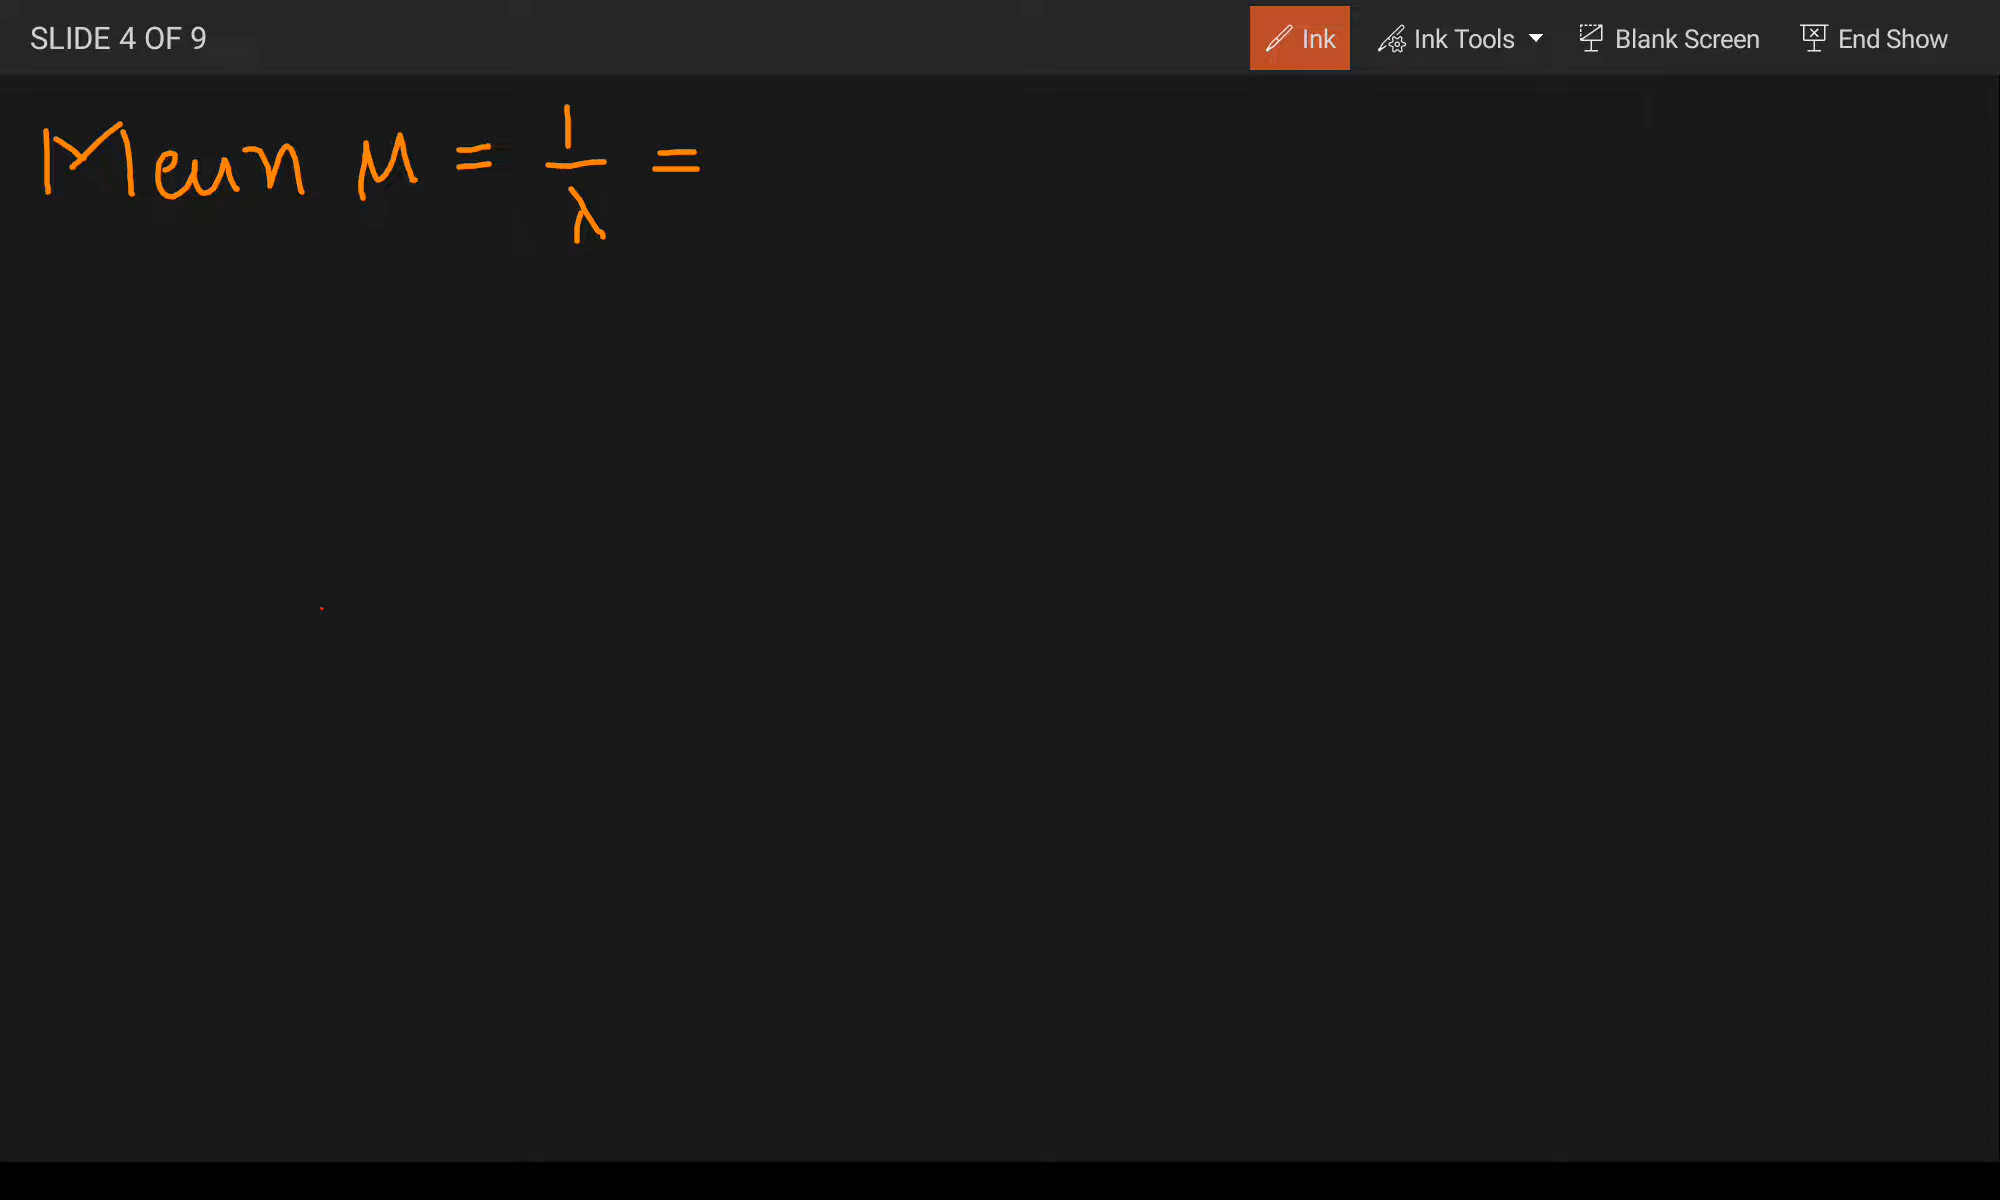 SLIDE 4 OF 9 Ink Ink Tools Blank Screen End Show
Mean μ = 1/λ =